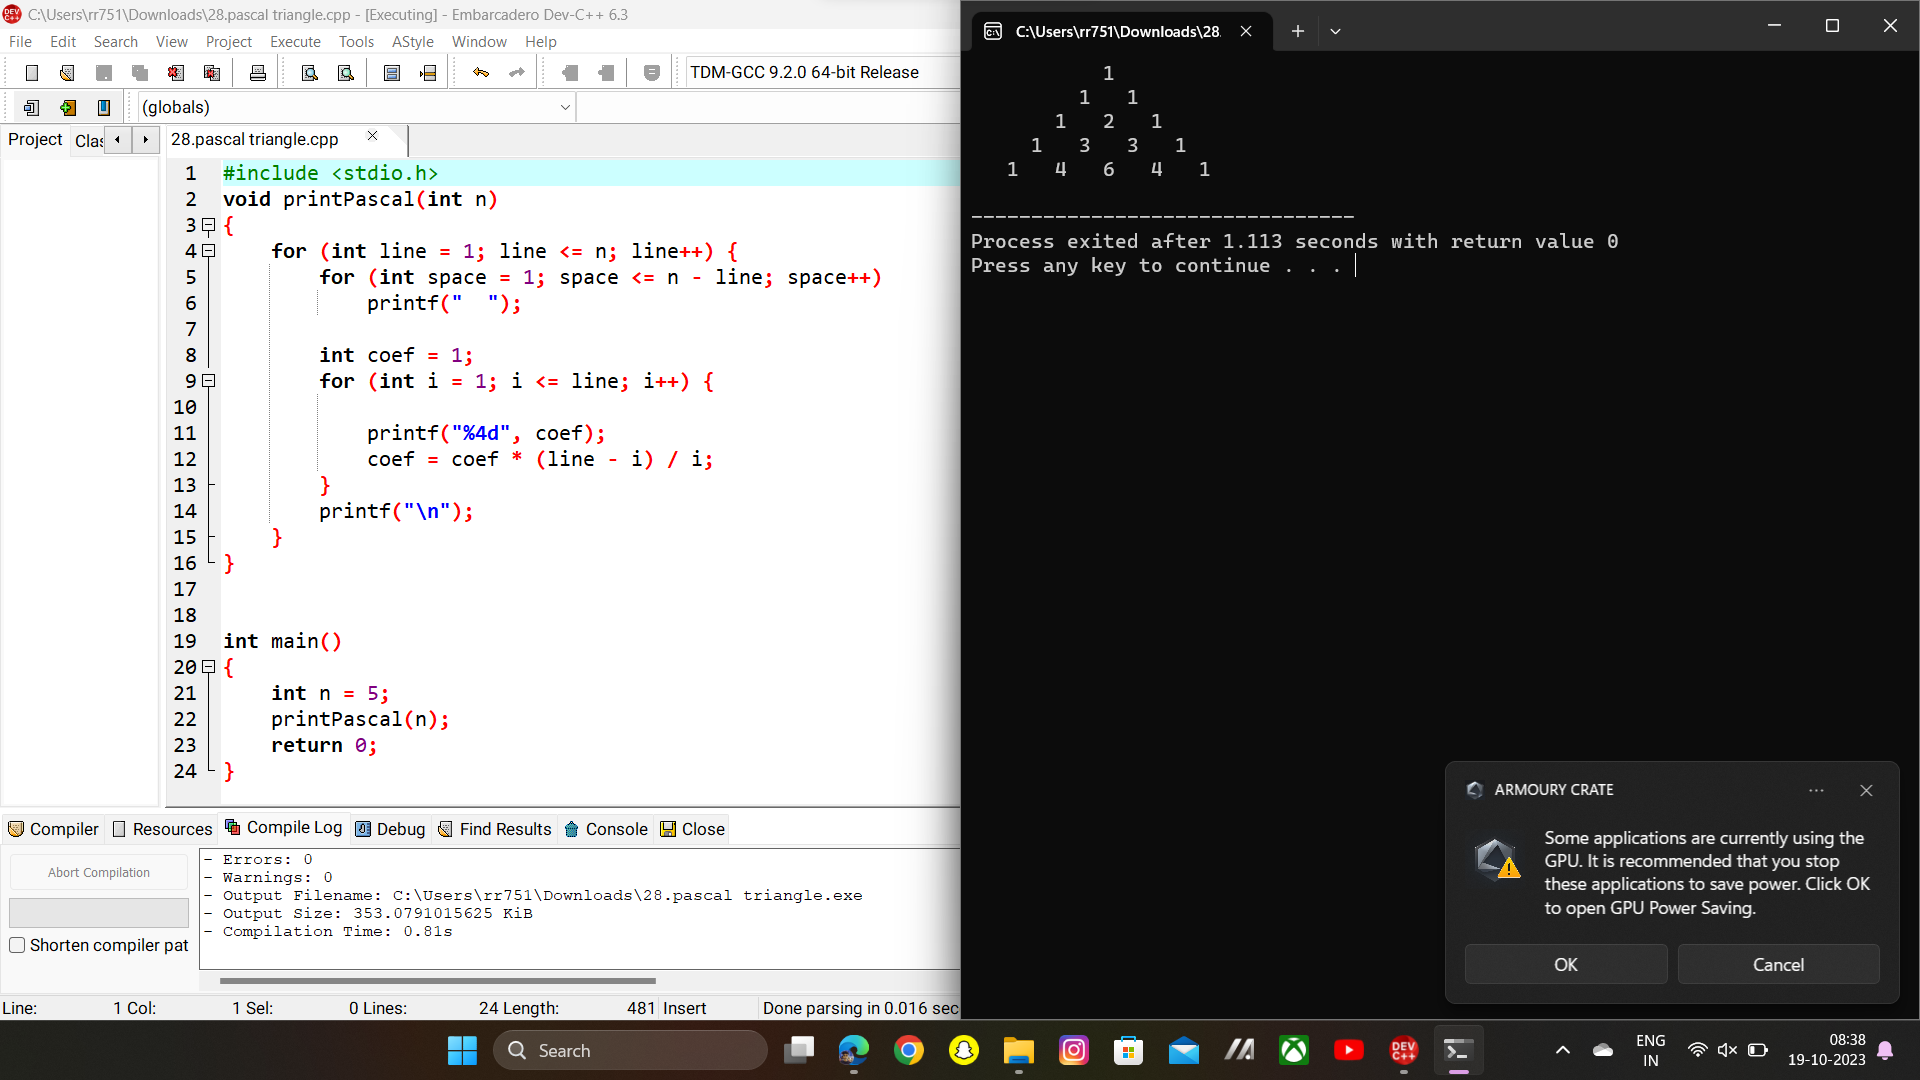 C:\Users\rr751\Downloads\28.pascal triangle.cpp - [Executing] - Embarcadero Dev-C++ 6.3
File Edit Search View Project Execute Tools AStyle Window Help
TDM-GCC 9.2.0 64-bit Release
(globals)
Project Clas 28.pascal triangle.cpp
1 #include <stdio.h>
2 void printPascal(int n)
3 {
4     for (int line = 1; line <= n; line++) {
5         for (int space = 1; space <= n - line; space++)
6             printf("  ");
7
8         int coef = 1;
9         for (int i = 1; i <= line; i++) {
10
11             printf("%4d", coef);
12             coef = coef * (line - i) / i;
13         }
14         printf("\n");
15     }
16 }
17
18
19 int main()
20 {
21     int n = 5;
22     printPascal(n);
23     return 0;
24 }
Compiler Resources Compile Log Debug Find Results Console Close
Abort Compilation
Shorten compiler pat
- Errors: 0
- Warnings: 0
- Output Filename: C:\Users\rr751\Downloads\28.pascal triangle.exe
- Output Size: 353.0791015625 KiB
- Compilation Time: 0.81s
Line: 1 Col: 1 Sel: 0 Lines: 24 Length: 481 Insert Done parsing in 0.016 sec
C:\Users\rr751\Downloads\28.
1
1 1
1 2 1
1 3 3 1
1 4 6 4 1
--------------------------------
Process exited after 1.113 seconds with return value 0
Press any key to continue . . .
ARMOURY CRATE
Some applications are currently using the
GPU. It is recommended that you stop
these applications to save power. Click OK
to open GPU Power Saving.
OK Cancel
Search
DEV C++
ENG
IN
08:38
19-10-2023